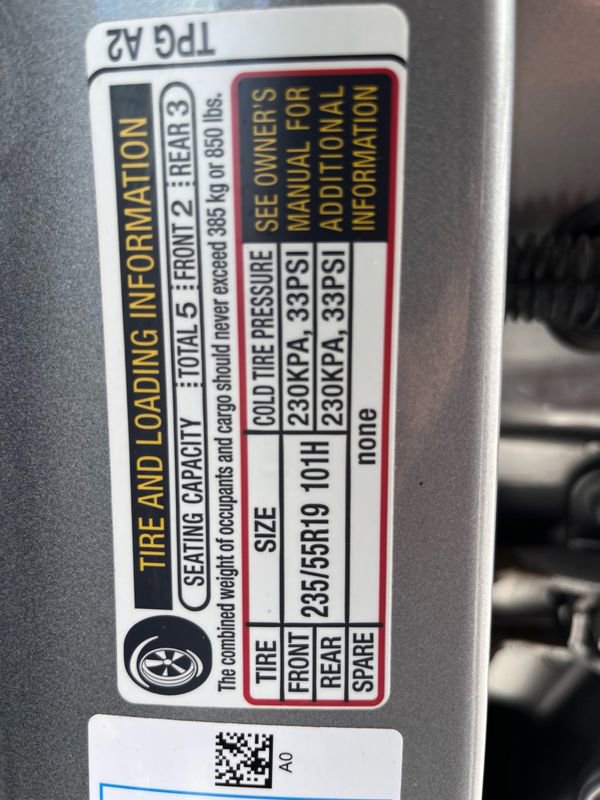 TPG A2
TIRE AND LOADING INFORMATION
SEATING CAPACITY TOTAL 5 FRONT 2 REAR 3
The combined weight of occupants and cargo should never exceed 385 kg or 850 lbs.
TIRE SIZE COLD TIRE PRESSURE
FRONT 235/55R19 101H 230KPA, 33PSI
REAR 230KPA, 33PSI
SPARE none
SEE OWNER'S
MANUAL FOR
ADDITIONAL
INFORMATION
A0